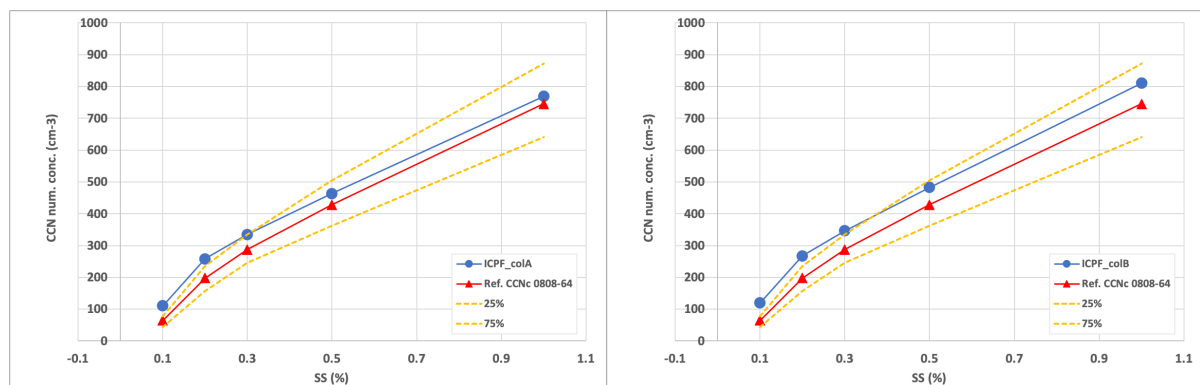 1000
900
800
700
600
500
400
300
200
100
0
CCN num. conc. (cm-3)
-0.1 0.1 0.3 0.5 0.7 0.9 1.1
SS (%)
ICPF_colA
Ref. CCNc 0808-64
25%
75%
1000
900
800
700
600
500
400
300
200
100
0
CCN num. conc. (cm-3)
-0.1 0.1 0.3 0.5 0.7 0.9 1.1
SS (%)
ICPF_colB
Ref. CCNc 0808-64
25%
75%